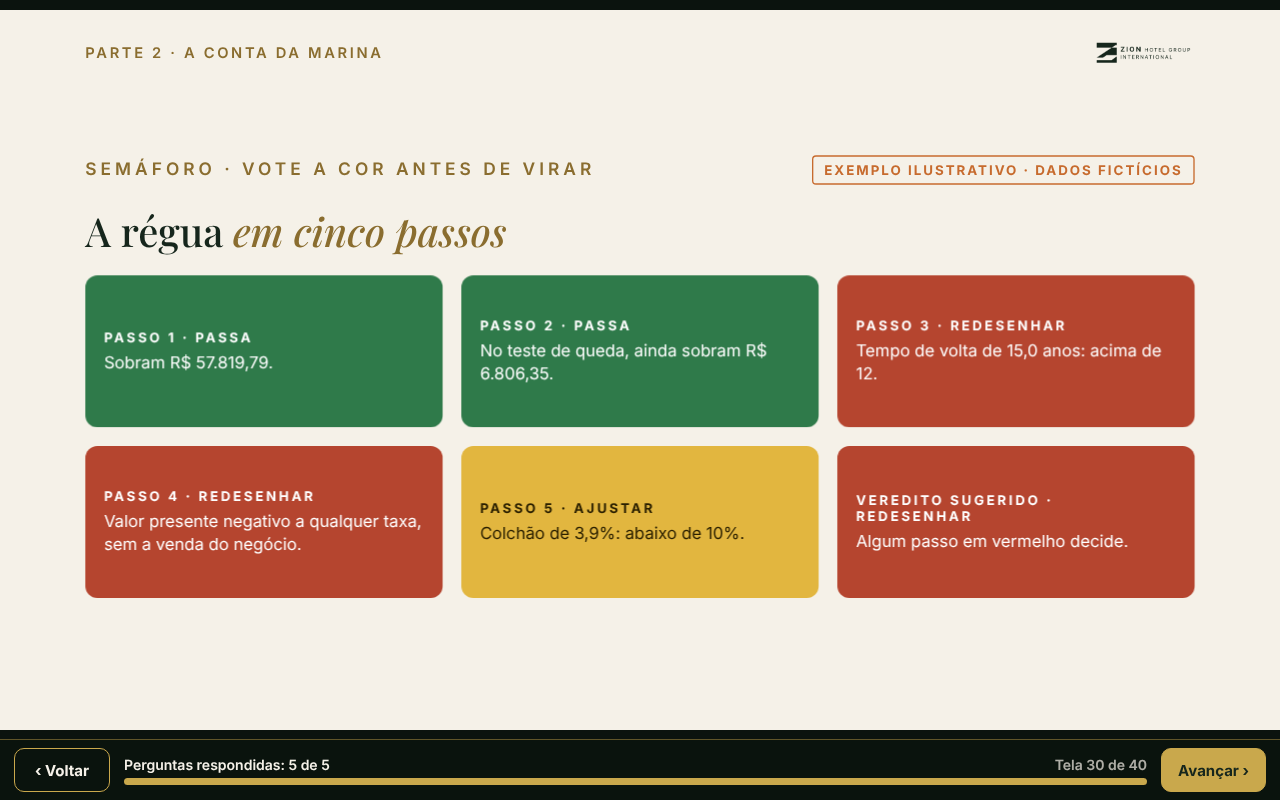 PARTE 2 · A CONTA DA MARINA
ZION HOTEL GROUP
INTERNATIONAL
SEMÁFORO · VOTE A COR ANTES DE VIRAR
EXEMPLO ILUSTRATIVO · DADOS FICTÍCIOS
A régua em cinco passos
PASSO 1 · PASSA
Sobram R$ 57.819,79.
PASSO 2 · PASSA
No teste de queda, ainda sobram R$
6.806,35.
PASSO 3 · REDESENHAR
Tempo de volta de 15,0 anos: acima de
12.
PASSO 4 · REDESENHAR
Valor presente negativo a qualquer taxa,
sem a venda do negócio.
PASSO 5 · AJUSTAR
Colchão de 3,9%: abaixo de 10%.
VEREDITO SUGERIDO ·
REDESENHAR
Algum passo em vermelho decide.
‹ Voltar
Perguntas respondidas: 5 de 5
Tela 30 de 40
Avançar ›